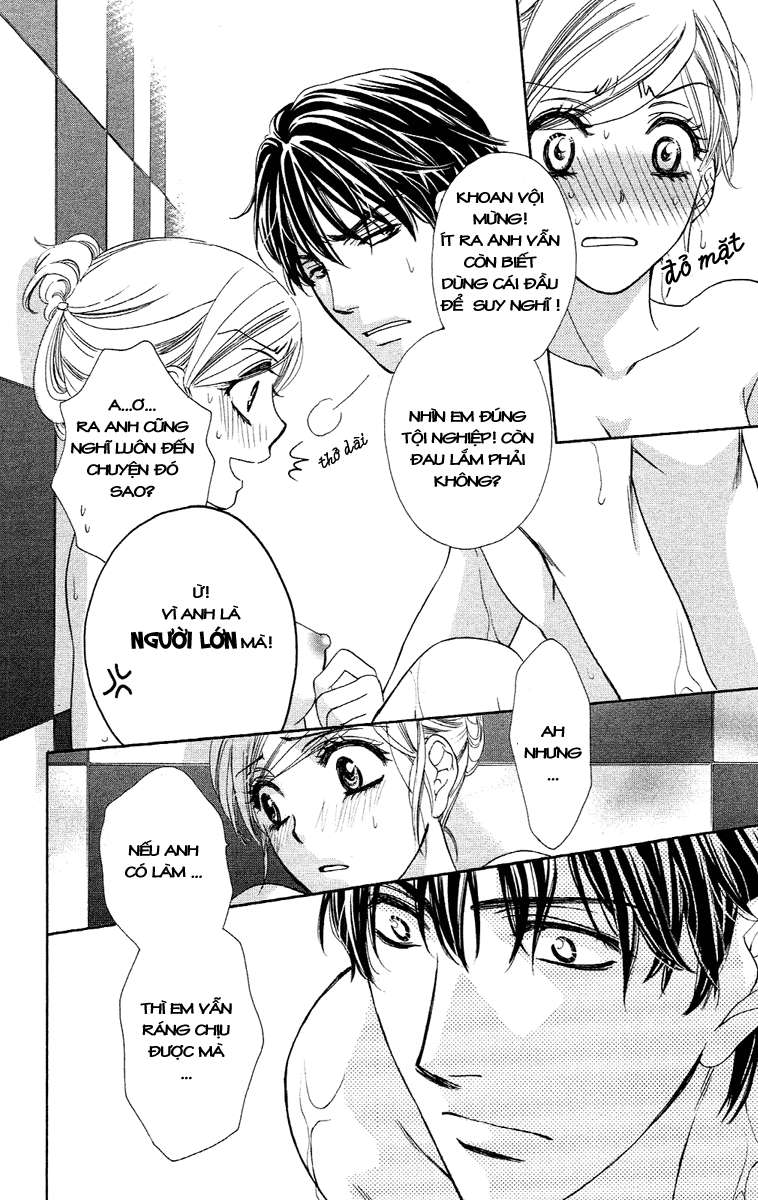 đỏ mặt
KHOAN VỘI
MỪNG!
ÍT RA ANH VẪN
CÒN BIẾT
DÙNG CÁI ĐẦU
ĐỂ SUY NGHĨ !
NHÌN EM ĐÚNG
TỘI NGHIỆP! CÒN
ĐAU LẮM PHẢI
KHÔNG?
thở dài
A...Ơ...
RA ANH CŨNG
NGHĨ LUÔN ĐẾN
CHUYỆN ĐÓ
SAO?
Ừ!
VÌ ANH LÀ
NGƯỜI LỚN MÀ!
AH
NHƯNG
...
NẾU ANH
CÓ LÀM ...
THÌ EM VẪN
RÁNG CHỊU
ĐƯỢC MÀ
...